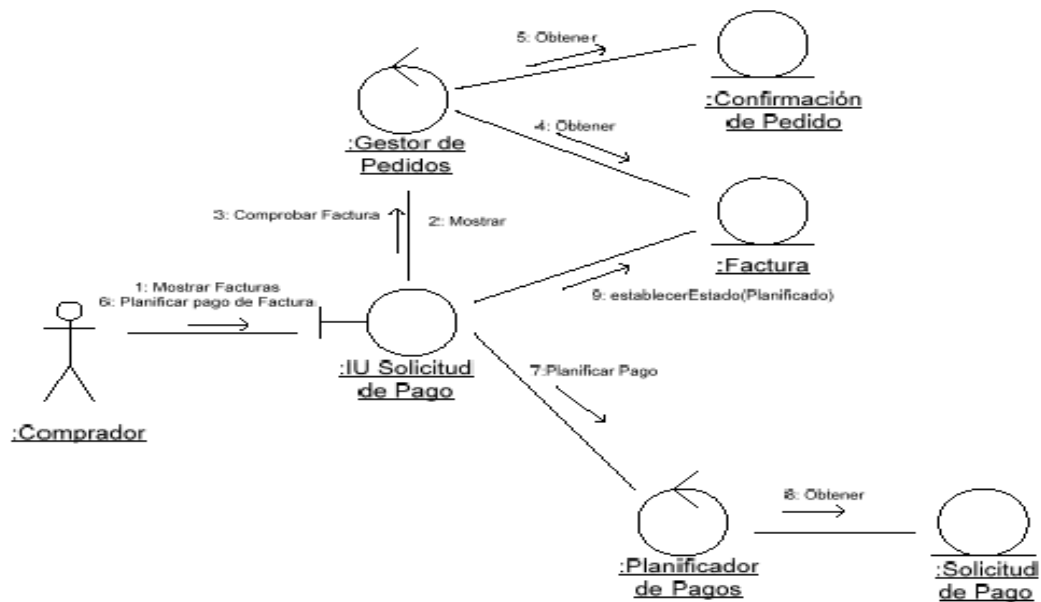 5: Obtener
:Confirmación
de Pedido
4: Obtener
:Gestor de
Pedidos
3: Comprobar Factura
2: Mostrar
:Factura
1: Mostrar Facturas
6: Planificar pago de Factura
9: establecerEstado(Planificado)
:IU Solicitud
de Pago
7:Planificar Pago
:Comprador
8: Obtener
:Planificador
de Pagos
:Solicitud
de Pago